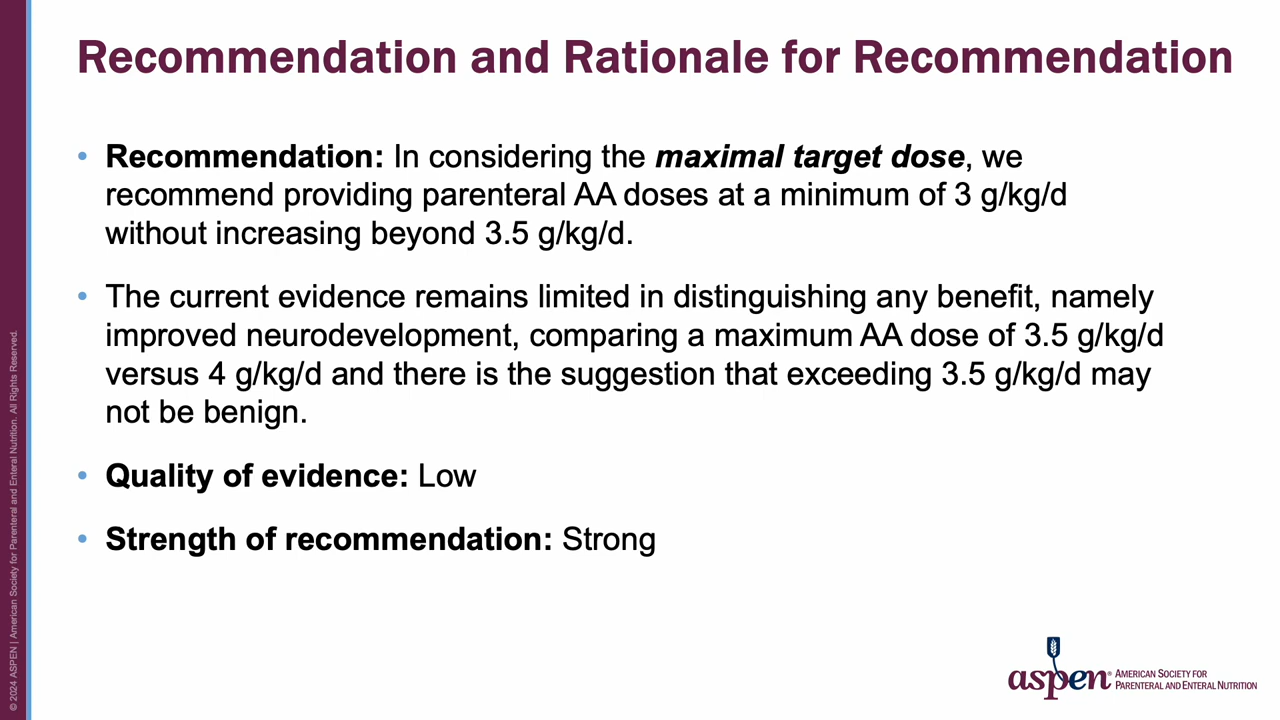 Recommendation and Rationale for Recommendation
• Recommendation: In considering the maximal target dose, we
recommend providing parenteral AA doses at a minimum of 3 g/kg/d
without increasing beyond 3.5 g/kg/d.
• The current evidence remains limited in distinguishing any benefit, namely
improved neurodevelopment, comparing a maximum AA dose of 3.5 g/kg/d
versus 4 g/kg/d and there is the suggestion that exceeding 3.5 g/kg/d may
not be benign.
• Quality of evidence: Low
• Strength of recommendation: Strong
© 2024 ASPEN | American Society for Parenteral and Enteral Nutrition. All Rights Reserved.
aspen®
AMERICAN SOCIETY FOR
PARENTERAL AND ENTERAL NUTRITION